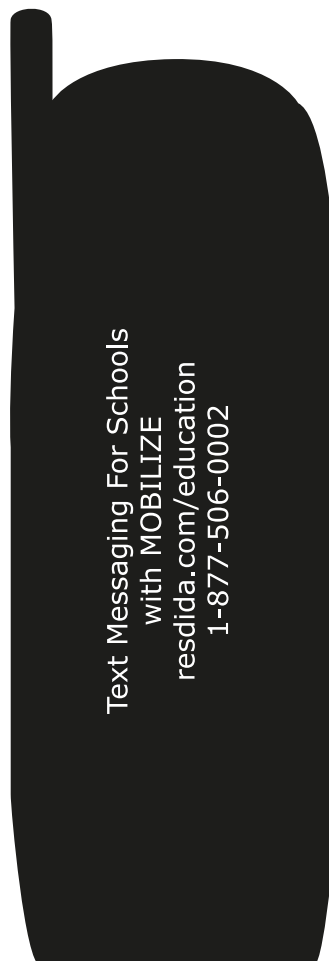 Text Messaging For Schools
with MOBILIZE
resdida.com/education
1-877-506-0002